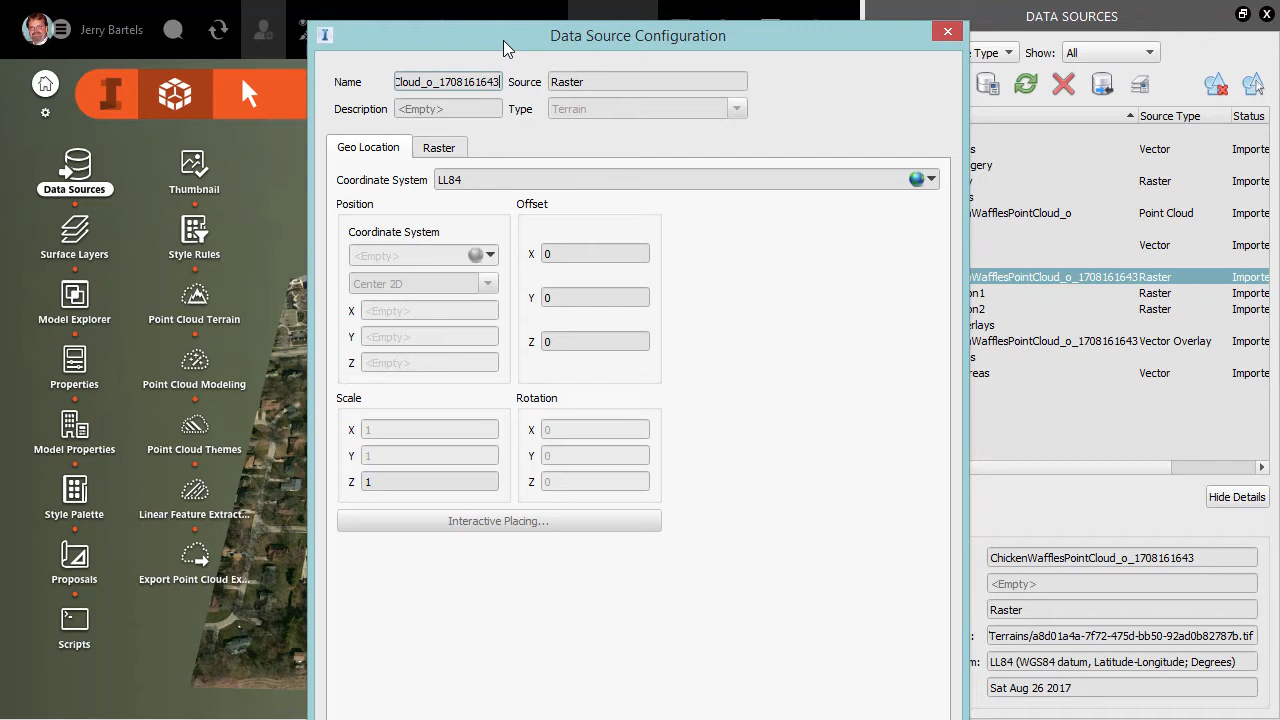 Jerry Bartels
Data Sources
Surface Layers
Model Explorer
Properties
Model Properties
Style Palette
Proposals
Scripts
Thumbnail
Style Rules
Point Cloud Terrain
Point Cloud Modeling
Point Cloud Themes
Linear Feature Extract...
Export Point Cloud Ex...
Data Source Configuration
Name
Cloud_o_1708161643
Source
Raster
Description
<Empty>
Type
Terrain
Geo Location
Raster
Coordinate System
LL84
Position
Coordinate System
<Empty>
Center 2D
X
<Empty>
Y
<Empty>
Z
<Empty>
Offset
X
0
Y
0
Z
0
Scale
X
1
Y
1
Z
1
Rotation
X
0
Y
0
Z
0
Interactive Placing...
DATA SOURCES
Type
Show:
All
Source Type
Status
s
Vector
Importe
gery
y
Raster
Importe
nWafflesPointCloud_o
Point Cloud
Importe
Vector
Importe
nWafflesPointCloud_o_1708161643
Raster
Importe
on1
Raster
Importe
on2
Raster
Importe
erlays
nWafflesPointCloud_o_1708161643
Vector Overlay
Importe
reas
Vector
Importe
Hide Details
ChickenWafflesPointCloud_o_1708161643
<Empty>
Raster
:
Terrains/a8d01a4a-7f72-475d-bb50-92ad0b82787b.tif
m:
LL84 (WGS84 datum, Latitude-Longitude; Degrees)
Sat Aug 26 2017